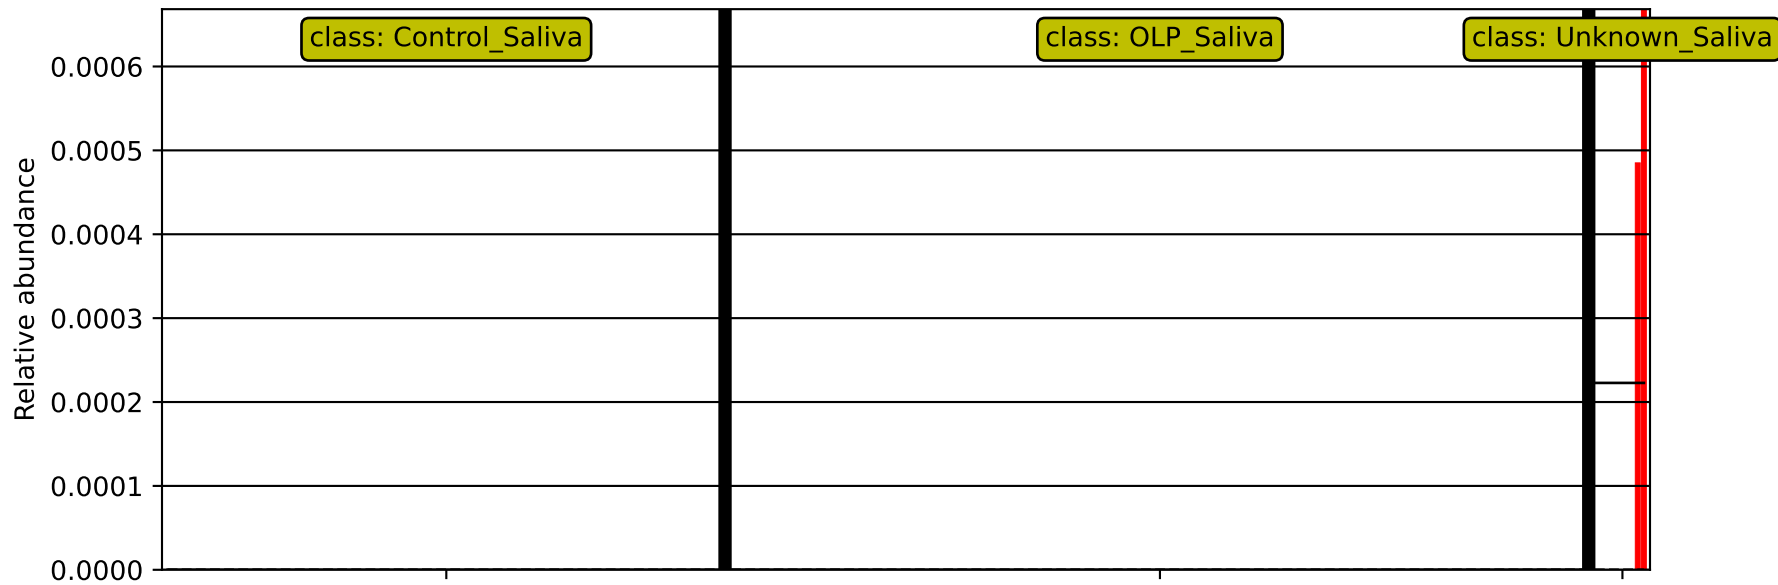 class: Control_Saliva
class: OLP_Saliva
class: Unknown_Saliva
Relative abundance
0.0006
0.0005
0.0004
0.0003
0.0002
0.0001
0.0000